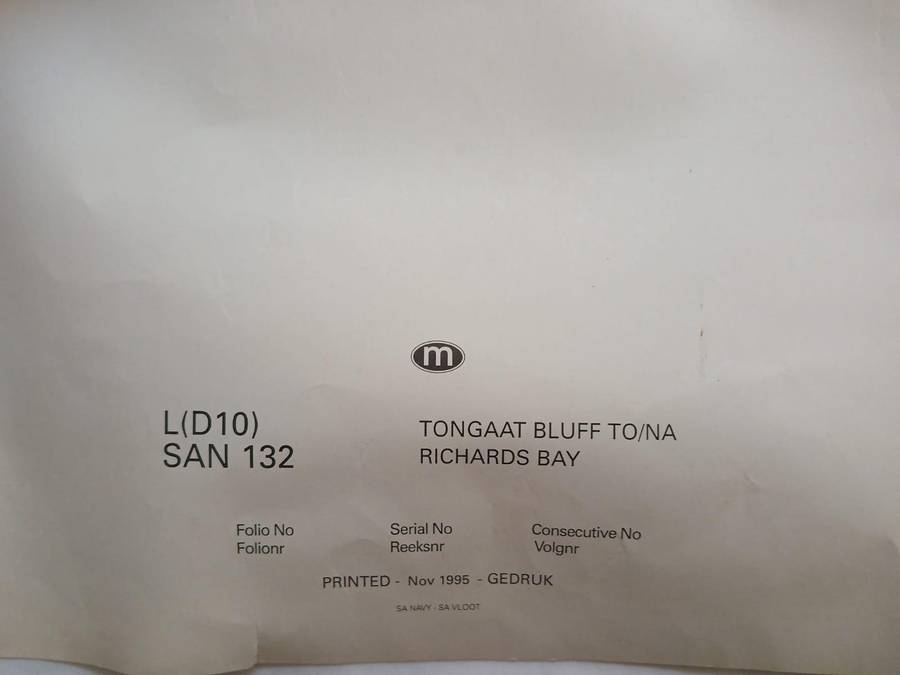 m
L(D10)
SAN 132
TONGAAT BLUFF TO/NA
RICHARDS BAY
Folio No
Folionr
Serial No
Reeksnr
Consecutive No
Volgnr
PRINTED - Nov 1995 - GEDRUK
SA NAVY - SA VLOOT